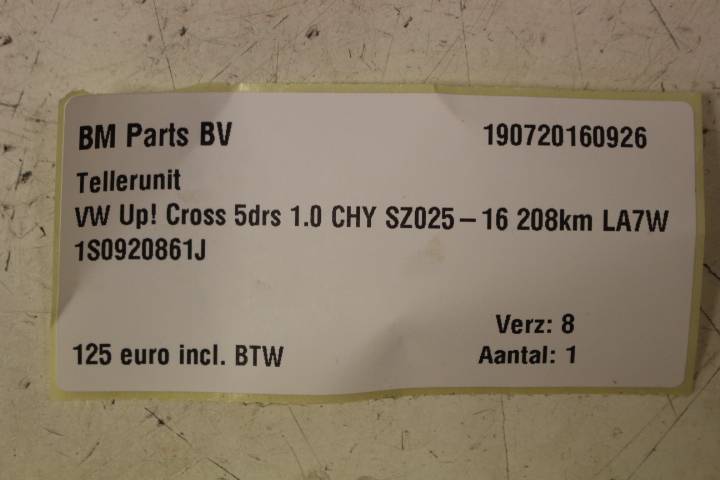 BM Parts BV 190720160926
Tellerunit
VW Up! Cross 5drs 1.0 CHY SZ025-16 208km LA7W
1S0920861J
Verz: 8
125 euro incl. BTW Aantal: 1